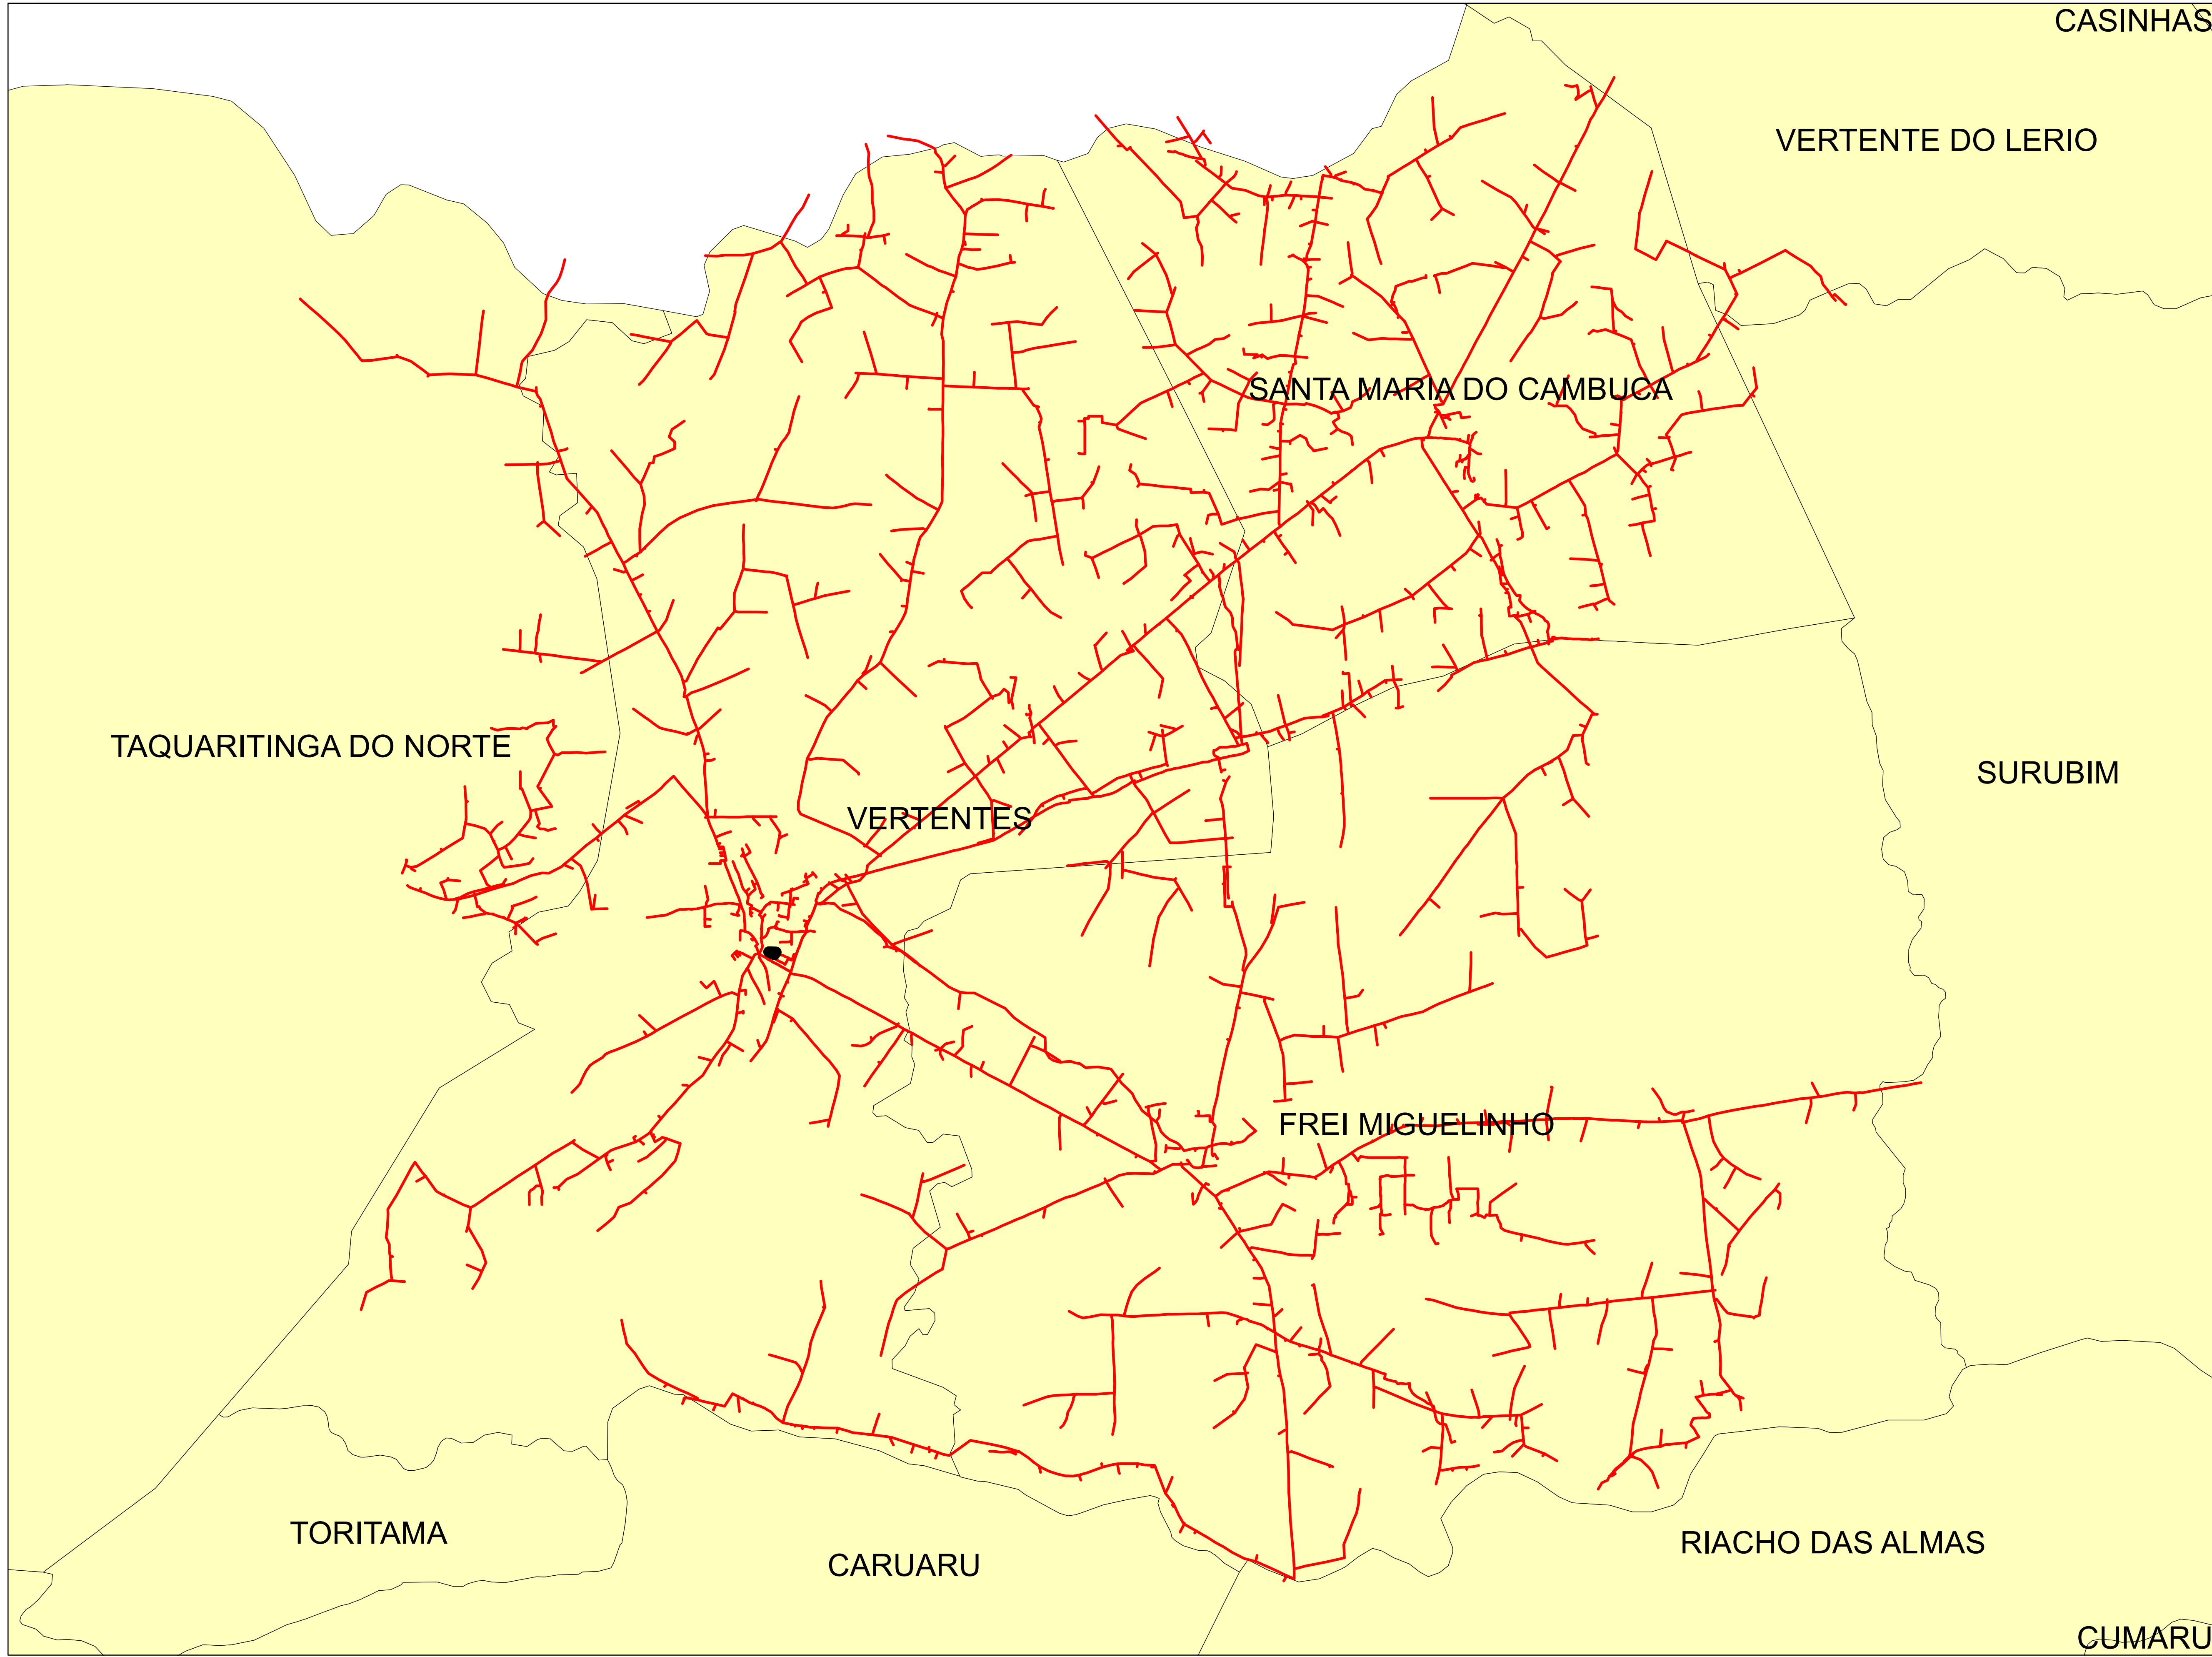 CASINHAS
VERTENTE DO LERIO
SANTA MARIA DO CAMBUCA
TAQUARITINGA DO NORTE
SURUBIM
VERTENTES
FREI MIGUELINHO
TORITAMA
RIACHO DAS ALMAS
CARUARU
CUMARU